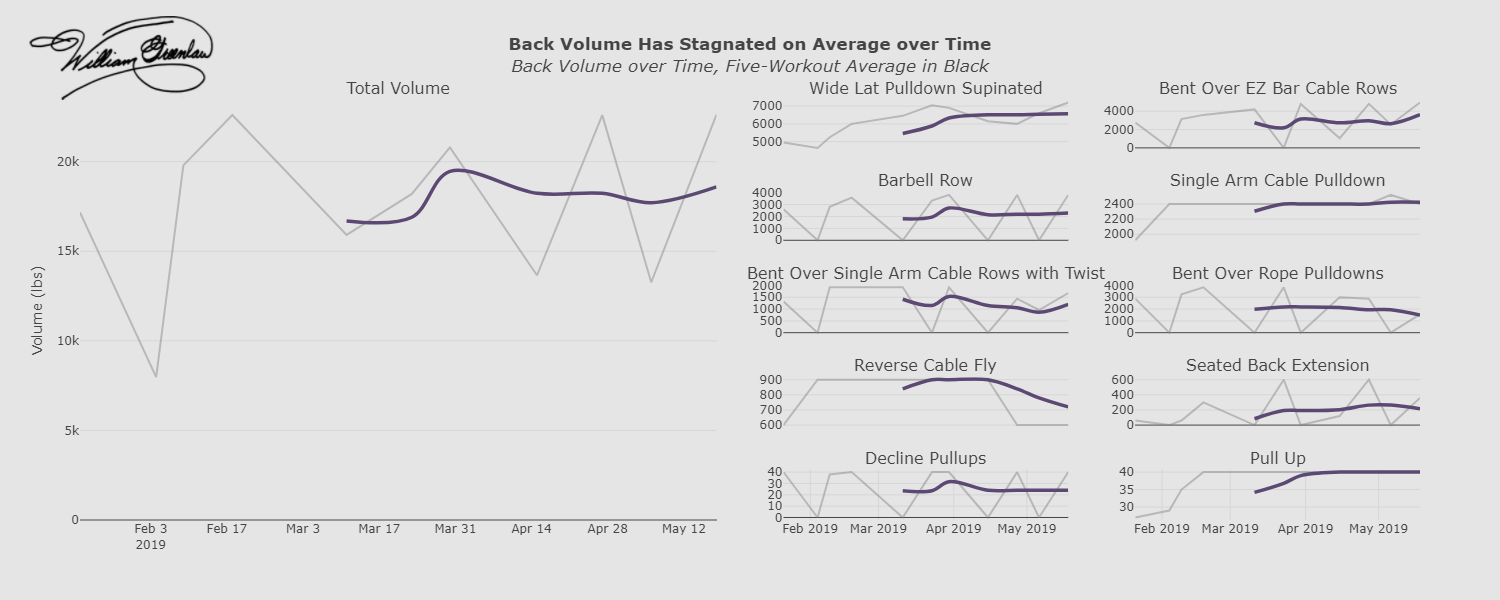 William Greenlaw
Back Volume Has Stagnated on Average over Time
Back Volume over Time, Five-Workout Average in Black
Total Volume
Volume (lbs)
20k
15k
10k
5k
0
Feb 3
2019
Feb 17
Mar 3
Mar 17
Mar 31
Apr 14
Apr 28
May 12
Wide Lat Pulldown Supinated
7000
6000
5000
Bent Over EZ Bar Cable Rows
4000
2000
0
Barbell Row
4000
3000
2000
1000
0
Single Arm Cable Pulldown
2400
2200
2000
Bent Over Single Arm Cable Rows with Twist
2000
1500
1000
500
0
Bent Over Rope Pulldowns
4000
3000
2000
1000
0
Reverse Cable Fly
900
800
700
600
Seated Back Extension
600
400
200
0
Decline Pullups
40
30
20
10
0
Feb 2019
Mar 2019
Apr 2019
May 2019
Pull Up
40
35
30
Feb 2019
Mar 2019
Apr 2019
May 2019